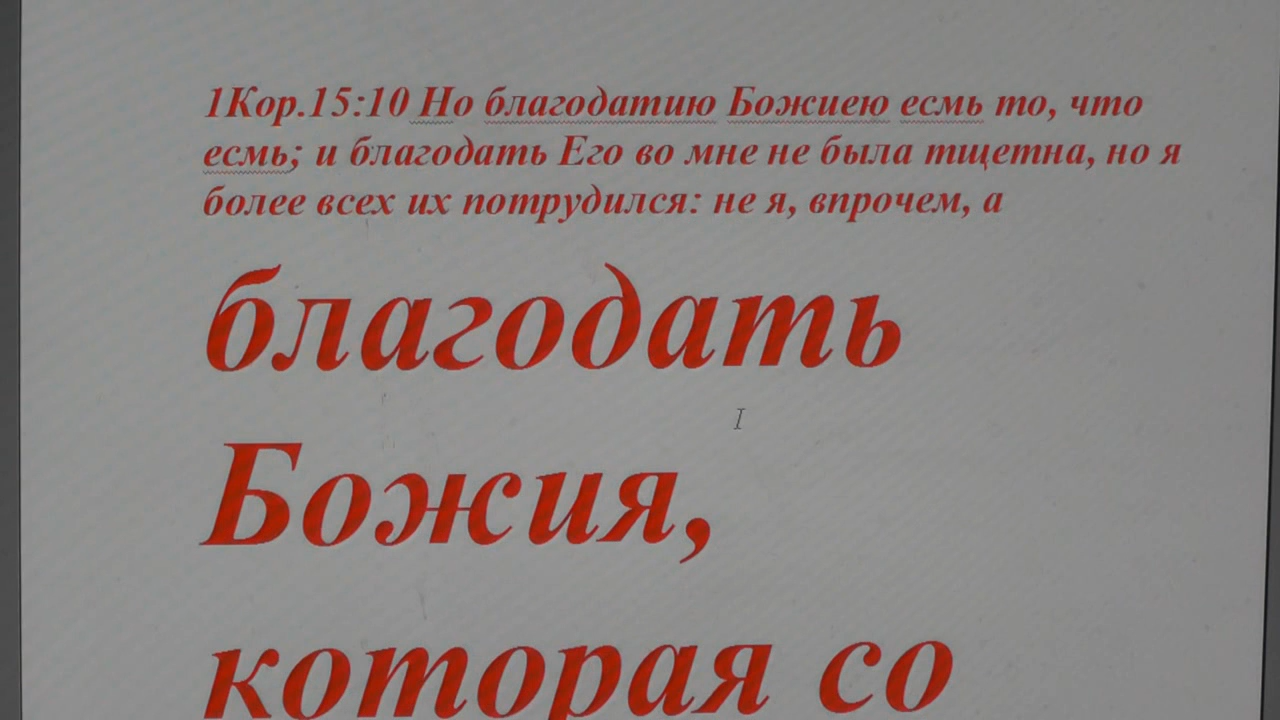 1Кор.15:10 Но благодатию Божиею есмь то, что
есмь; и благодать Его во мне не была тщетна, но я
более всех их потрудился: не я, впрочем, а
благодать
Божия,
которая со